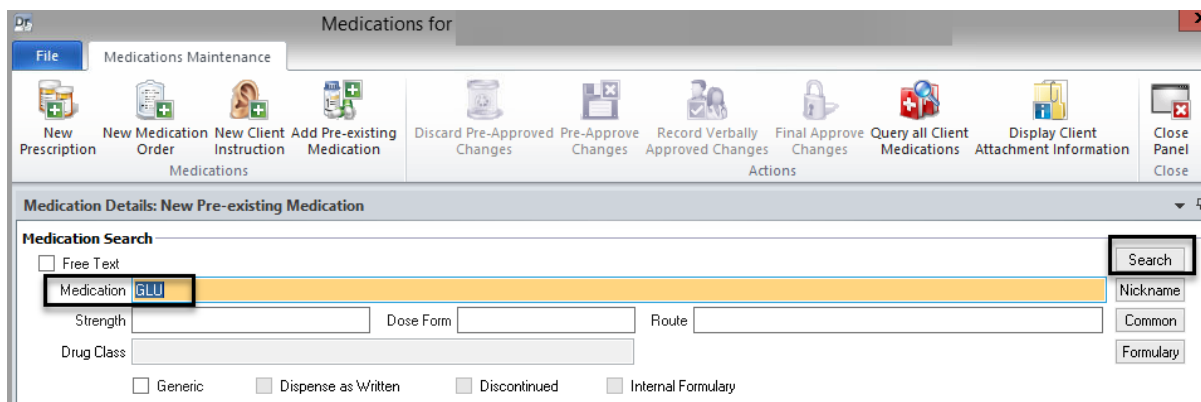 Dr
Medications for
X
File Medications Maintenance
New Prescription New Medication Order New Client Instruction Add Pre-existing Medication Discard Pre-Approved Changes Pre-Approve Changes Record Verbally Approved Changes Final Approve Changes Query all Client Medications Display Client Attachment Information Close Panel
Medications Actions Close
Medication Details: New Pre-existing Medication
Medication Search
Free Text Search
Medication GLU Nickname
Strength Dose Form Route Common
Drug Class Formulary
Generic Dispense as Written Discontinued Internal Formulary